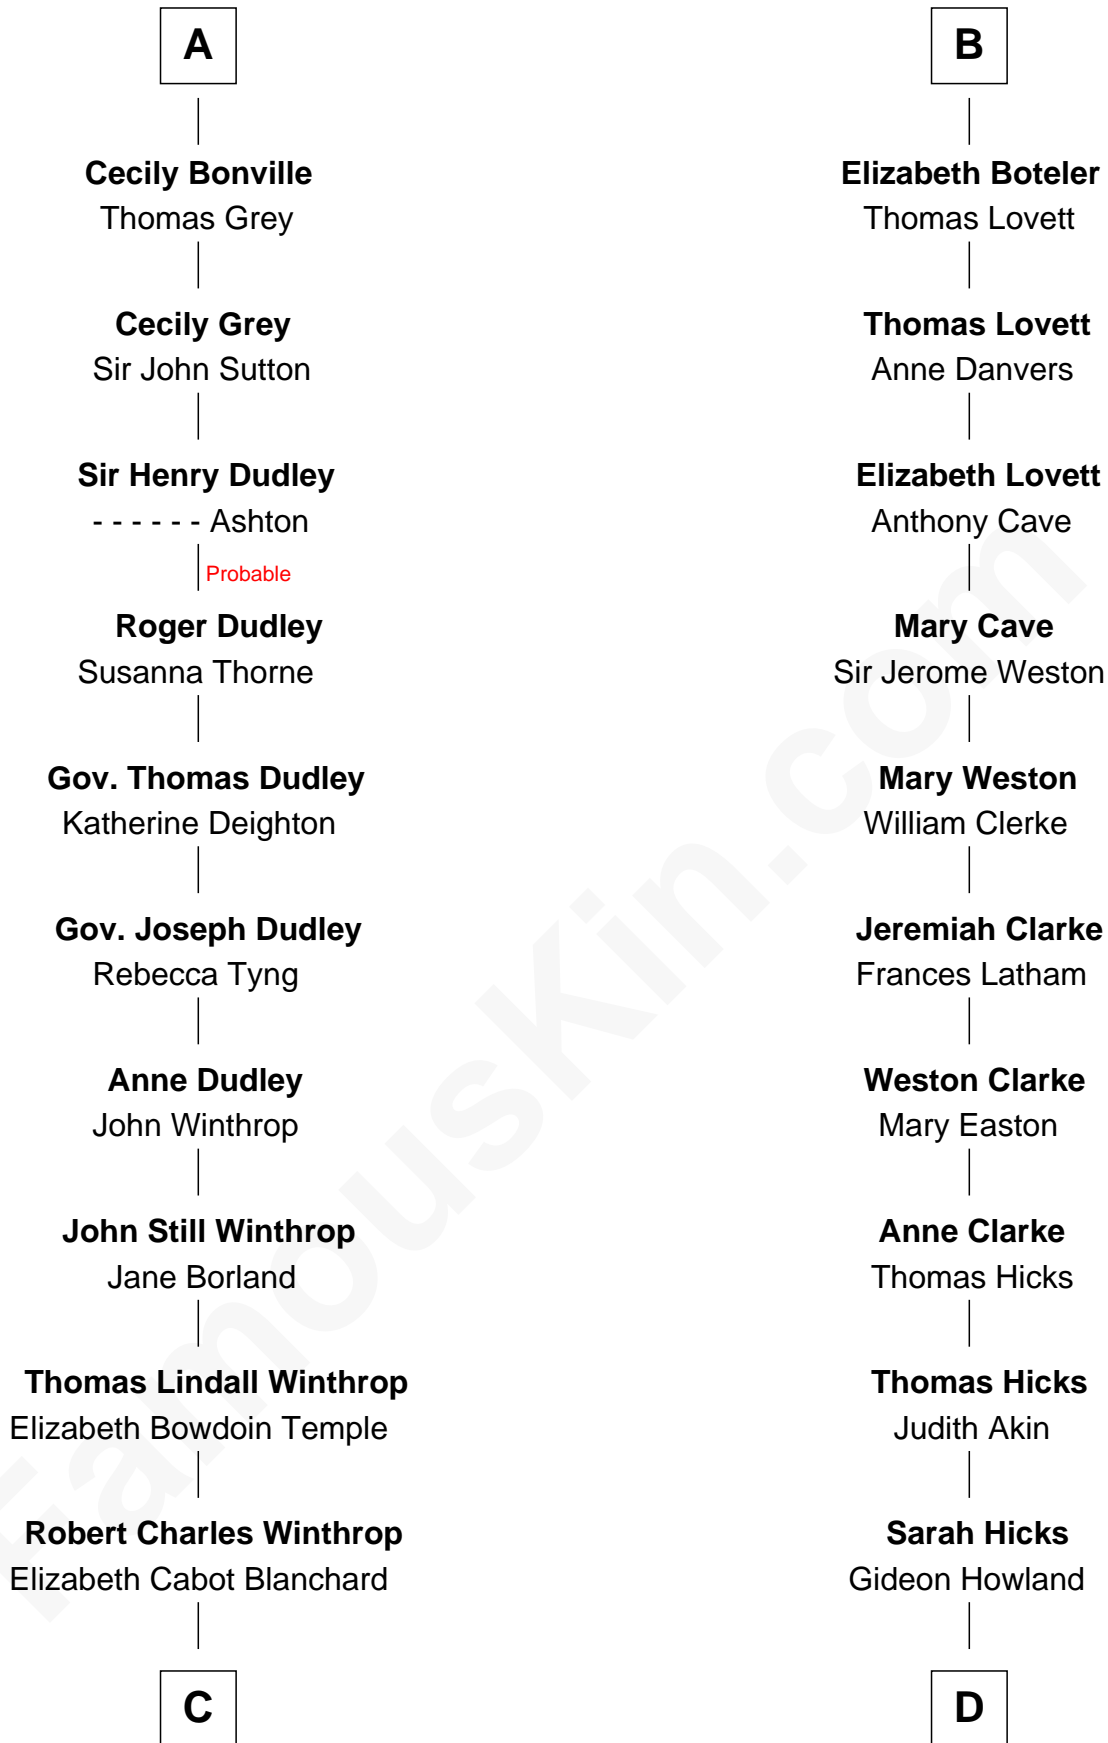 A
Cecily Bonville
Thomas Grey
Cecily Grey
Sir John Sutton
Sir Henry Dudley
- - - - - - Ashton
Probable
Roger Dudley
Susanna Thorne
Gov. Thomas Dudley
Katherine Deighton
Gov. Joseph Dudley
Rebecca Tyng
Anne Dudley
John Winthrop
John Still Winthrop
Jane Borland
Thomas Lindall Winthrop
Elizabeth Bowdoin Temple
Robert Charles Winthrop
Elizabeth Cabot Blanchard
C
B
Elizabeth Boteler
Thomas Lovett
Thomas Lovett
Anne Danvers
Elizabeth Lovett
Anthony Cave
Mary Cave
Sir Jerome Weston
Mary Weston
William Clerke
Jeremiah Clarke
Frances Latham
Weston Clarke
Mary Easton
Anne Clarke
Thomas Hicks
Thomas Hicks
Judith Akin
Sarah Hicks
Gideon Howland
D
FamousKin.com